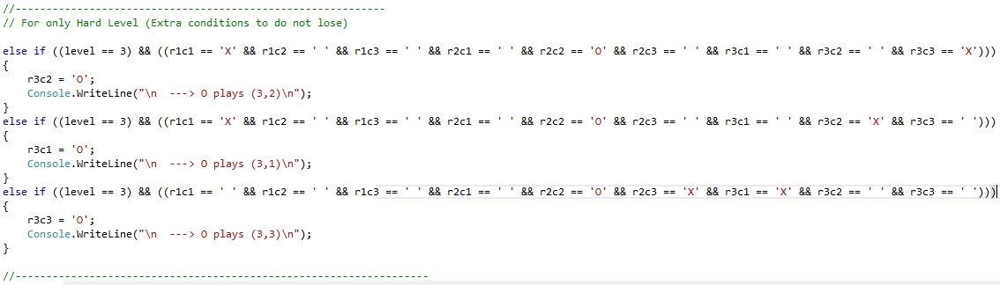 //------------------------------------------------------------
// For only Hard Level (Extra conditions to do not lose)
else if ((level == 3) && ((r1c1 == 'X' && r1c2 == ' ' && r1c3 == ' ' && r2c1 == ' ' && r2c2 == 'O' && r2c3 == ' ' && r3c1 == ' ' && r3c2 == ' ' && r3c3 == 'X')))
{
    r3c2 = 'O';
    Console.WriteLine("\n  ---> O plays (3,2)\n");
}
else if ((level == 3) && ((r1c1 == 'X' && r1c2 == ' ' && r1c3 == ' ' && r2c1 == ' ' && r2c2 == 'O' && r2c3 == ' ' && r3c1 == ' ' && r3c2 == 'X' && r3c3 == ' ')))
{
    r3c1 = 'O';
    Console.WriteLine("\n  ---> O plays (3,1)\n");
}
else if ((level == 3) && ((r1c1 == ' ' && r1c2 == ' ' && r1c3 == ' ' && r2c1 == ' ' && r2c2 == 'O' && r2c3 == 'X' && r3c1 == 'X' && r3c2 == ' ' && r3c3 == ' ')))
{
    r3c3 = 'O';
    Console.WriteLine("\n  ---> O plays (3,3)\n");
}
//-------------------------------------------------------------------